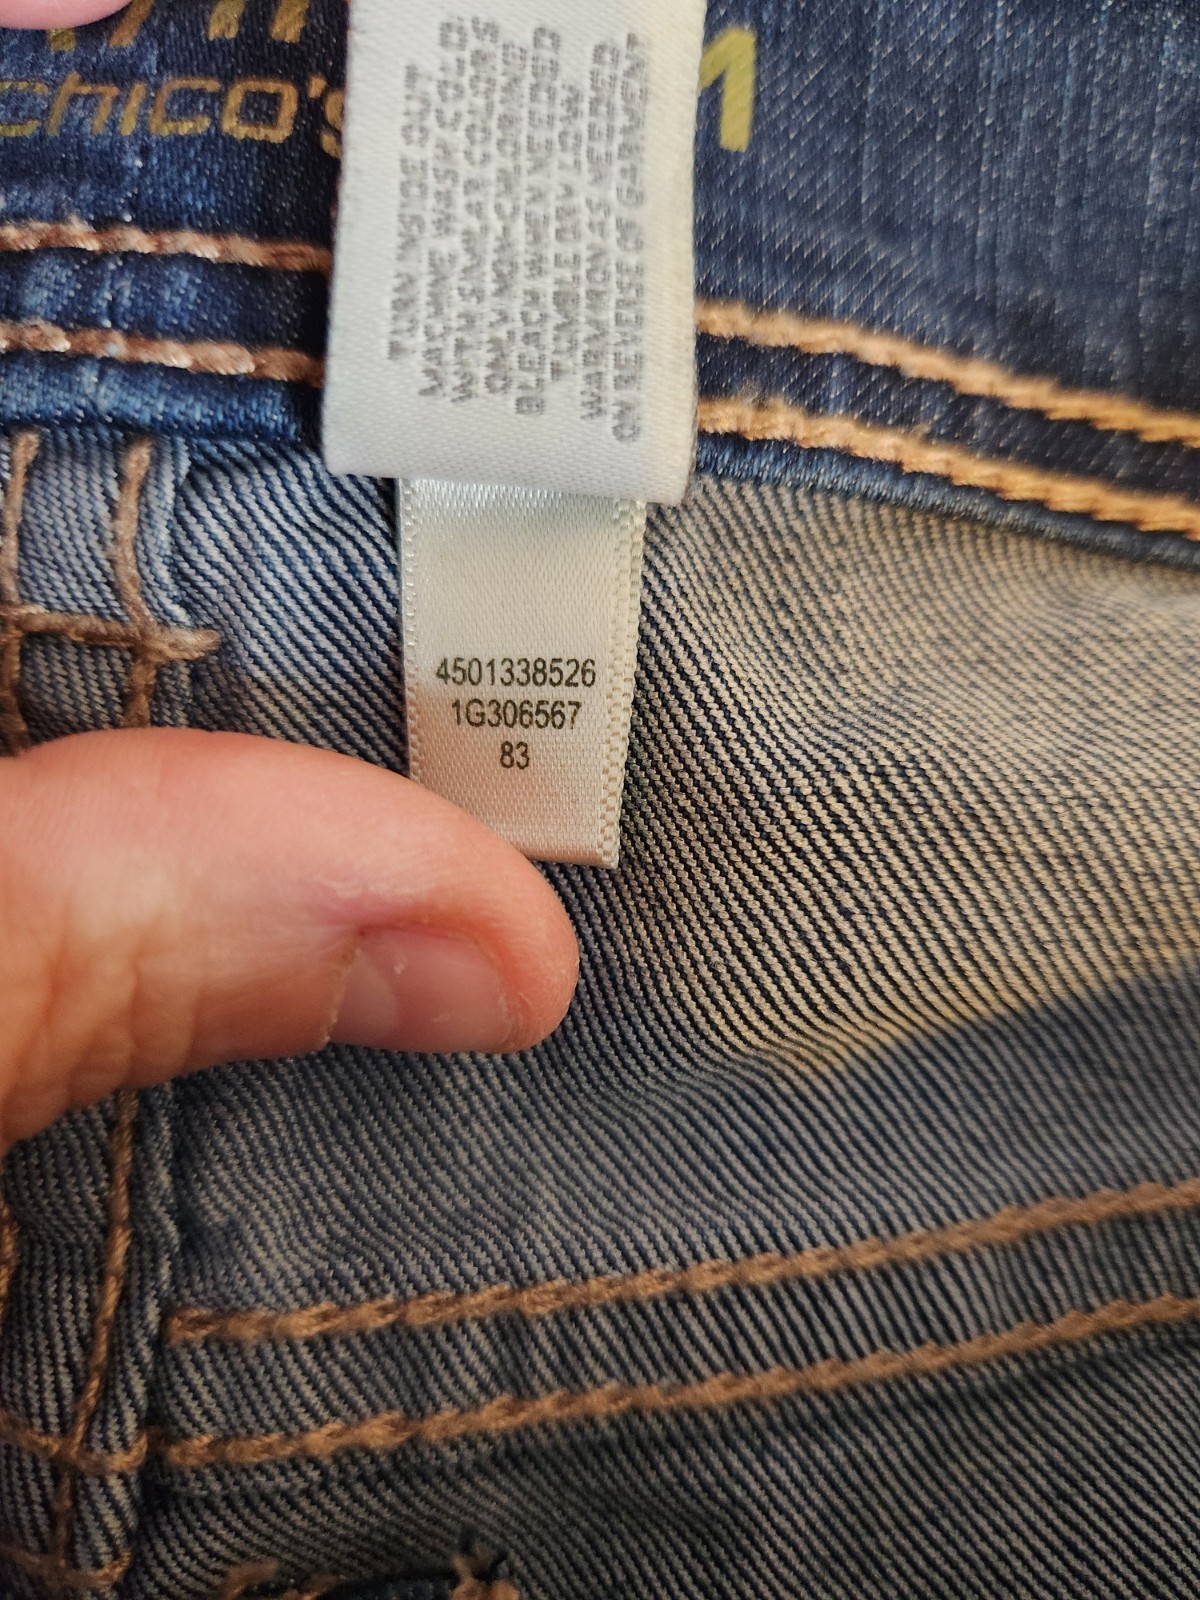 chico's
1
TURN INSIDE OUT
MACHINE WASH COLD
WITH SIMILAR COLORS
ONLY NON-CHLORINE
BLEACH WHEN NEEDED
TUMBLE DRY LOW
WARM IRON AS NEEDED
ON REVERSE OF GARMENT
4501338526
1G306567
83